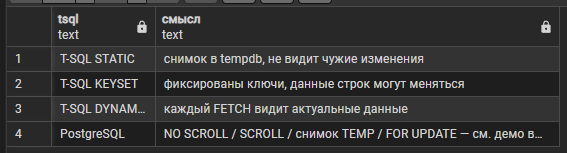 tsql смысл
text text
1 T-SQL STATIC снимок в tempdb, не видит чужие изменения
2 T-SQL KEYSET фиксированы ключи, данные строк могут меняться
3 T-SQL DYNAM... каждый FETCH видит актуальные данные
4 PostgreSQL NO SCROLL / SCROLL / снимок TEMP / FOR UPDATE — см. демо в...